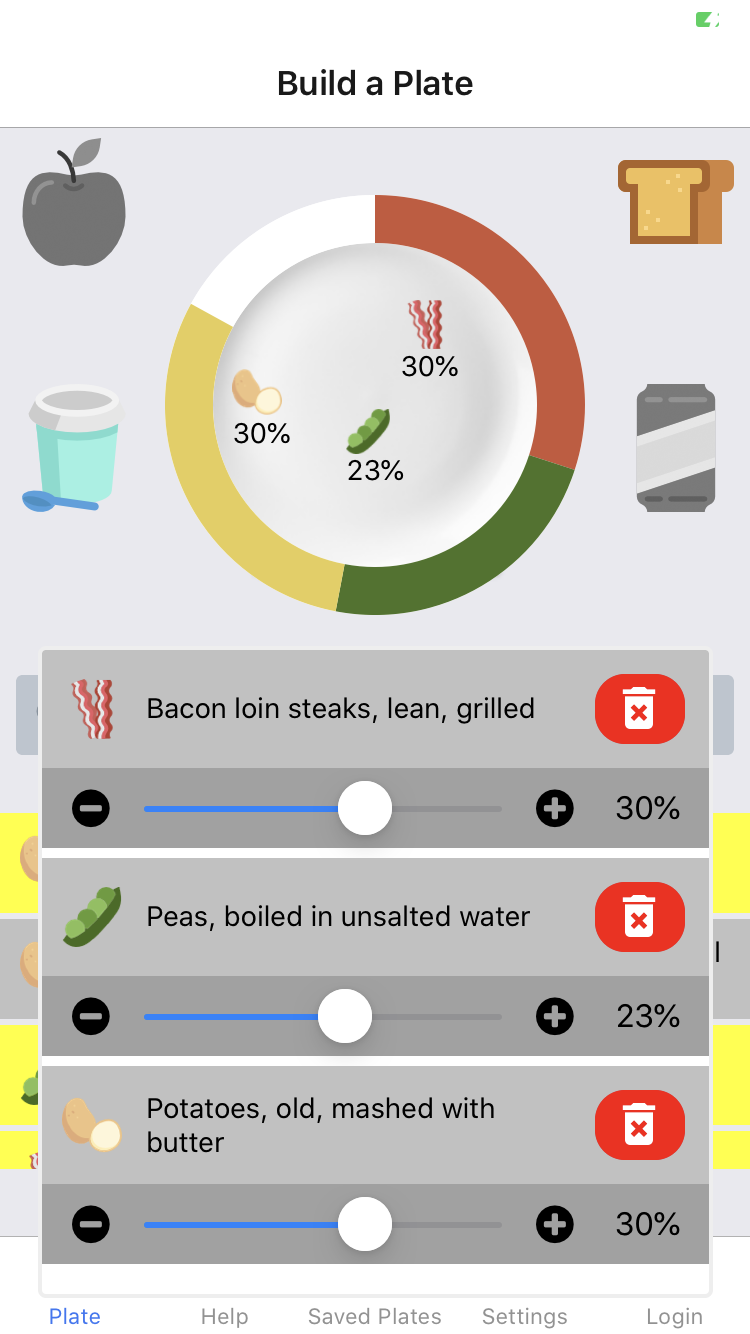 Build a Plate
30%
30%
23%
Bacon loin steaks, lean, grilled
30%
Peas, boiled in unsalted water
23%
Potatoes, old, mashed with
butter
30%
Plate
Help
Saved Plates
Settings
Login